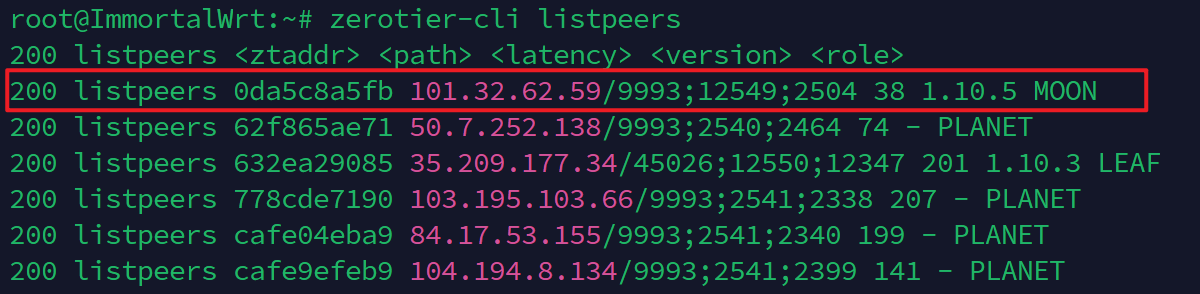 root@ImmortalWrt:~# zerotier-cli listpeers
200 listpeers <ztaddr> <path> <latency> <version> <role>
200 listpeers 0da5c8a5fb 101.32.62.59/9993;12549;2504 38 1.10.5 MOON
200 listpeers 62f865ae71 50.7.252.138/9993;2540;2464 74 - PLANET
200 listpeers 632ea29085 35.209.177.34/45026;12550;12347 201 1.10.3 LEAF
200 listpeers 778cde7190 103.195.103.66/9993;2541;2338 207 - PLANET
200 listpeers cafe04eba9 84.17.53.155/9993;2541;2340 199 - PLANET
200 listpeers cafe9efeb9 104.194.8.134/9993;2541;2399 141 - PLANET